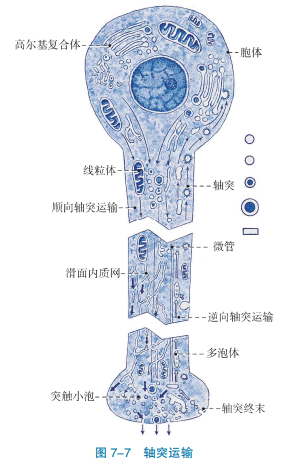 高尔基复合体
胞体
线粒体
轴突
顺向轴突运输
微管
滑面内质网
逆向轴突运输
多泡体
突触小泡
轴突终末
图 7-7 轴突运输